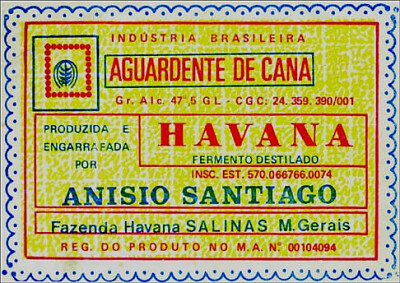 INDÚSTRIA BRASILEIRA
AGUARDENTE DE CANA
Gr. Alc. 47,5 GL - CGC: 24. 359. 390/001
PRODUZIDA E
ENGARRAFADA
POR
HAVANA
FERMENTO DESTILADO
INSC. EST. 570.066766.0074
ANISIO SANTIAGO
Fazenda Havana SALINAS M. Gerais
REG. DO PRODUTO NO M. A. N.º 00104094